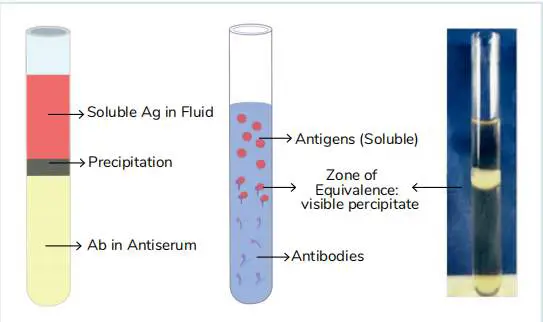 Soluble Ag in Fluid
Precipitation
Ab in Antiserum
Antigens (Soluble)
Zone of
Equivalence:
visible percipitate
Antibodies